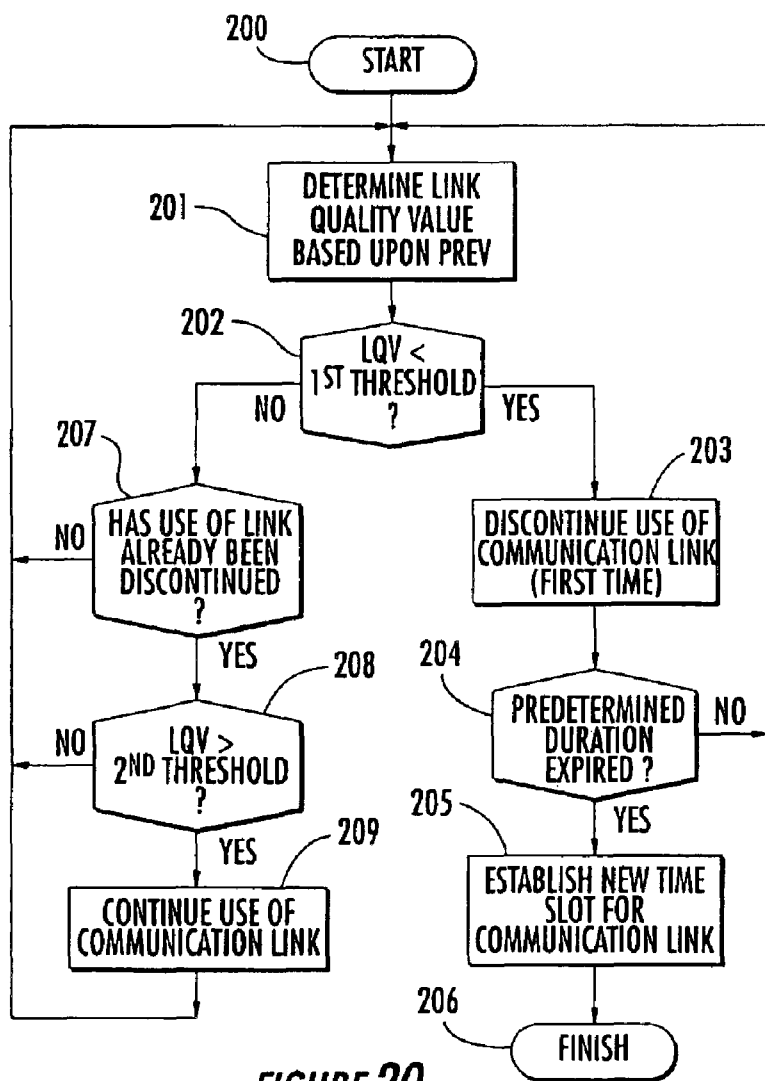 200
START
201
DETERMINE LINK
QUALITY VALUE
BASED UPON PREV
202
LQV <
1ST THRESHOLD
?
NO
YES
207
HAS USE OF LINK
ALREADY BEEN
DISCONTINUED
?
NO
YES
203
DISCONTINUE USE OF
COMMUNICATION LINK
(FIRST TIME)
208
LQV >
2ND THRESHOLD
?
NO
YES
204
PREDETERMINED
DURATION
EXPIRED ?
NO
YES
209
CONTINUE USE OF
COMMUNICATION LINK
205
ESTABLISH NEW TIME
SLOT FOR
COMMUNICATION LINK
206
FINISH
FIGURE 20